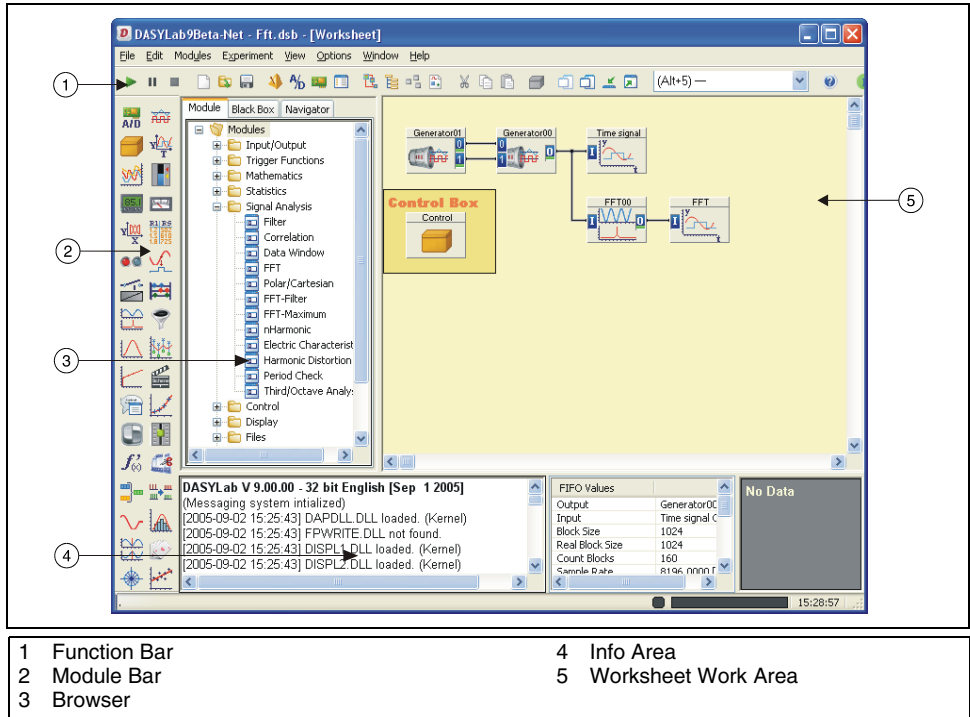 DASYLab9Beta-Net - Fft.dsb - [Worksheet]
File Edit Modules Experiment View Options Window Help
1
(Alt+5) —
A/D
Module Black Box Navigator
Modules
Input/Output
Trigger Functions
Mathematics
Statistics
Signal Analysis
Filter
Correlation
Data Window
FFT
Polar/Cartesian
FFT-Filter
FFT-Maximum
nHarmonic
Electric Characterist
Harmonic Distortion
Period Check
Third/Octave Analy
Control
Display
Files
Generator01
Generator00
Time signal
Control Box
Control
FFT00
FFT
5
2
3
4
DASYLab V 9.00.00 - 32 bit English [Sep 1 2005]
(Messaging system intialized)
[2005-09-02 15:25:43] DAPDLL.DLL loaded. (Kernel)
[2005-09-02 15:25:43] FPWRITE.DLL not found.
[2005-09-02 15:25:43] DISPL1.DLL loaded. (Kernel)
[2005-09-02 15:25:43] DISPL2.DLL loaded. (Kernel)
FIFO Values
Output Generator00
Input Time signal
Block Size 1024
Real Block Size 1024
Count Blocks 160
Sample Rate 8196.0000
No Data
15:28:57
1 Function Bar
2 Module Bar
3 Browser
4 Info Area
5 Worksheet Work Area